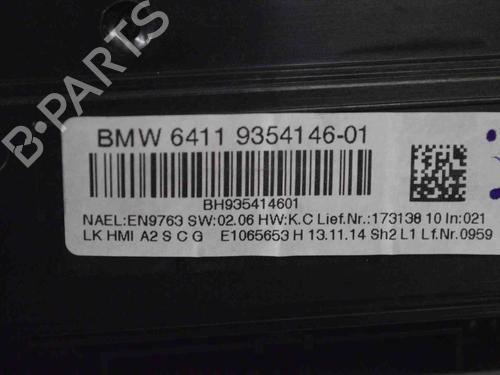 BMW 6411 9354146-01
BH935414601
NAEL:EN9763 SW:02.06 HW:K.C Lief.Nr.:173138 10 In:021
LK HMI A2 S C G E1065653 H 13.11.14 Sh2 L1 Lf.Nr.0959